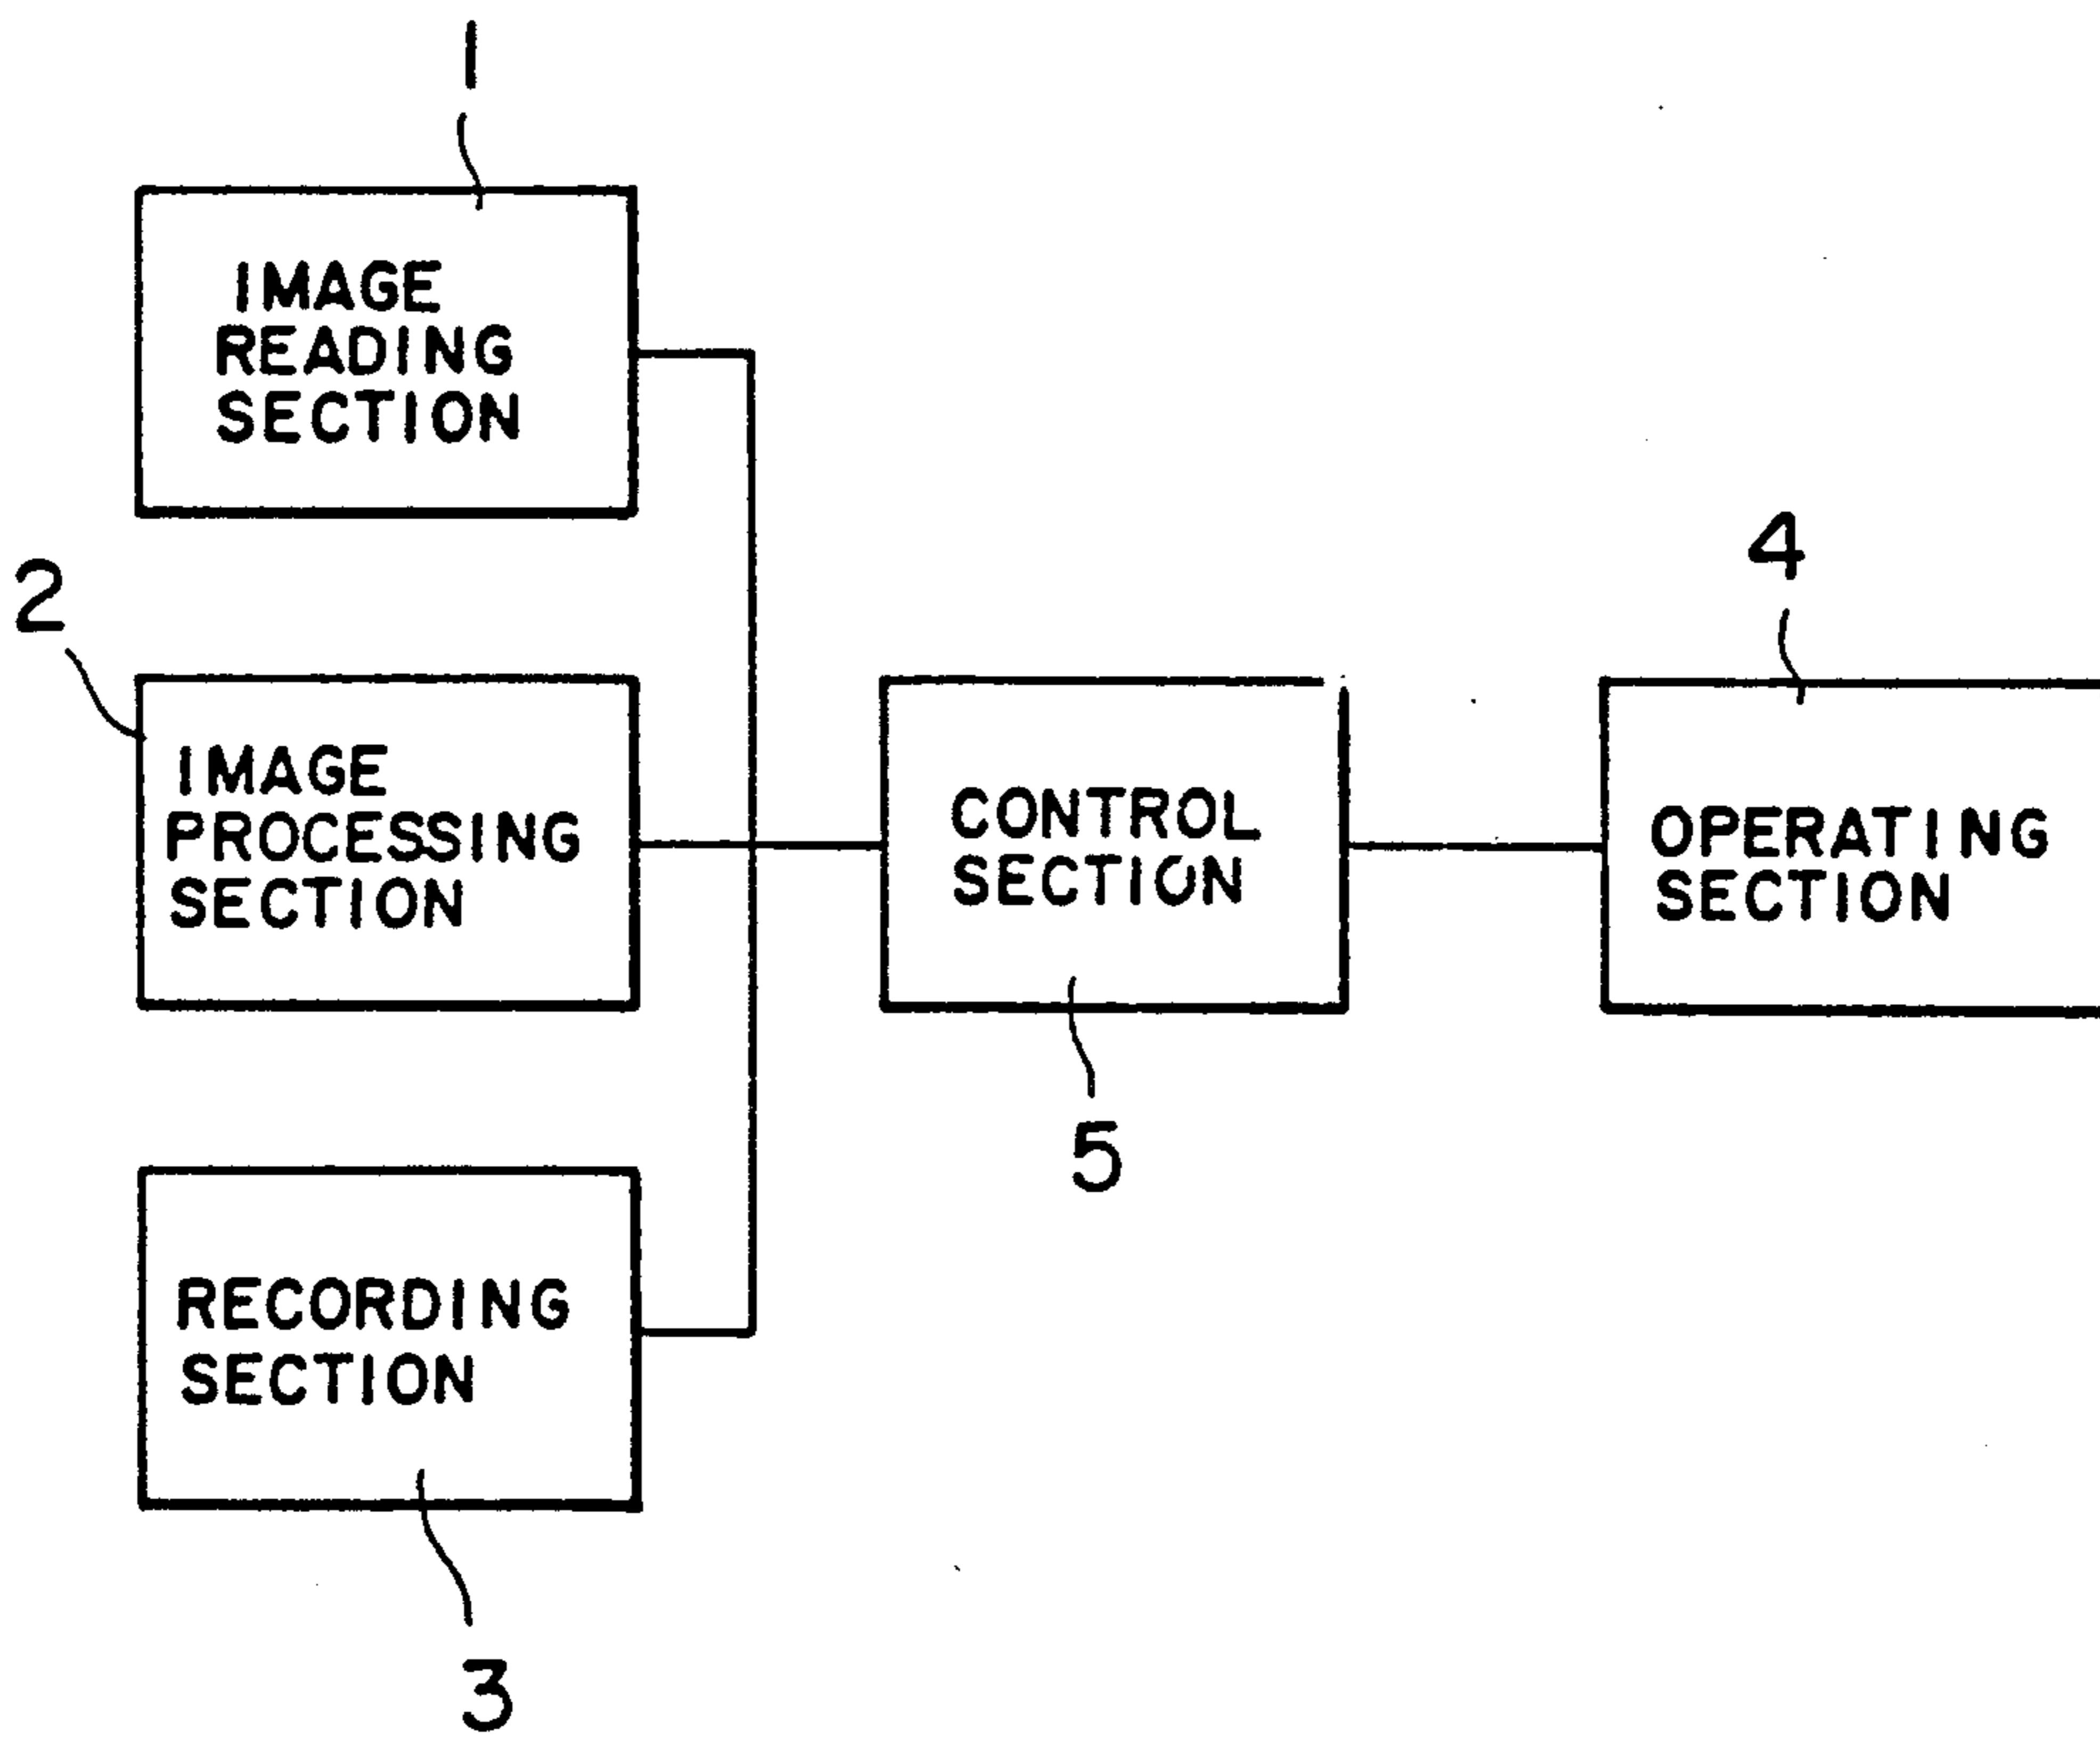 1
IMAGE
READING
SECTION
2
IMAGE
PROCESSING
SECTION
CONTROL
SECTION
5
4
OPERATING
SECTION
RECORDING
SECTION
3